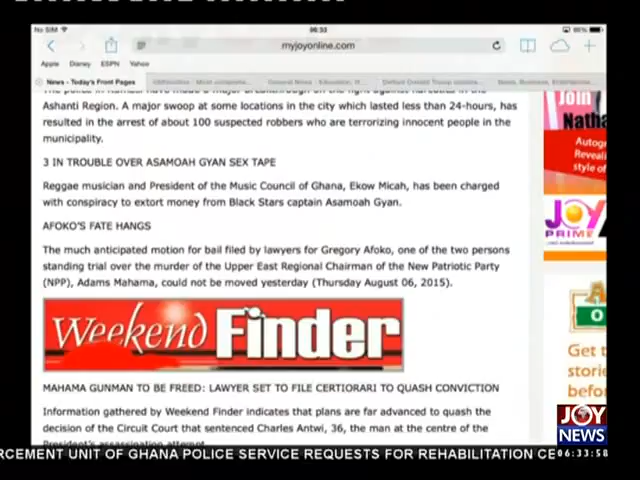 No SIM
06:33
86%
myjoyonline.com
Apple Disney ESPN Yahoo
News - Today's Front Pages
Ashanti Region. A major swoop at some locations in the city which lasted less than 24-hours, has
resulted in the arrest of about 100 suspected robbers who are terrorizing innocent people in the
municipality.
3 IN TROUBLE OVER ASAMOAH GYAN SEX TAPE
Reggae musician and President of the Music Council of Ghana, Ekow Micah, has been charged
with conspiracy to extort money from Black Stars captain Asamoah Gyan.
AFOKO'S FATE HANGS
The much anticipated motion for bail filed by lawyers for Gregory Afoko, one of the two persons
standing trial over the murder of the Upper East Regional Chairman of the New Patriotic Party
(NPP), Adams Mahama, could not be moved yesterday (Thursday August 06, 2015).
Weekend Finder
MAHAMA GUNMAN TO BE FREED: LAWYER SET TO FILE CERTIORARI TO QUASH CONVICTION
Information gathered by Weekend Finder indicates that plans are far advanced to quash the
decision of the Circuit Court that sentenced Charles Antwi, 36, the man at the centre of the
President's assassination attempt
Join
Natha
Autog
Reveal
style of
JOY
PRIME
Get t
storie
befor
JOY
NEWS
RCEMENT UNIT OF GHANA POLICE SERVICE REQUESTS FOR REHABILITATION CE
06:33:58